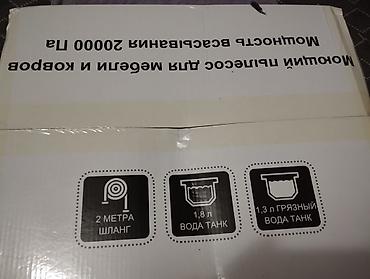 Моющий пылесос для мебели и ковров
Мощность всасывания 20000 Па
2 МЕТРА
ШЛАНГ
1,8 л
ВОДА ТАНК
1,3 л ГРЯЗНЫЙ
ВОДА ТАНК